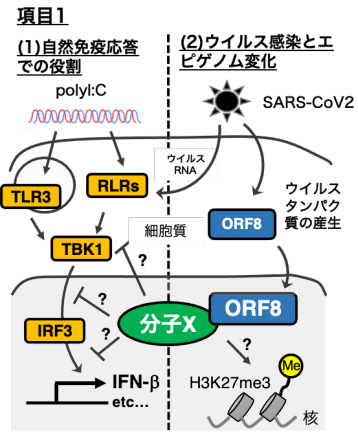 項目1
(1)自然免疫応答
での役割
(2)ウイルス感染とエ
ピゲノム変化
polyI:C
SARS-CoV2
ウイルス
RNA
TLR3
RLRs
ウイルス
タンパク
質の産生
ORF8
細胞質
TBK1
?
?
?
IRF3
分子X
ORF8
?
IFN-β
etc...
H3K27me3
Me
核